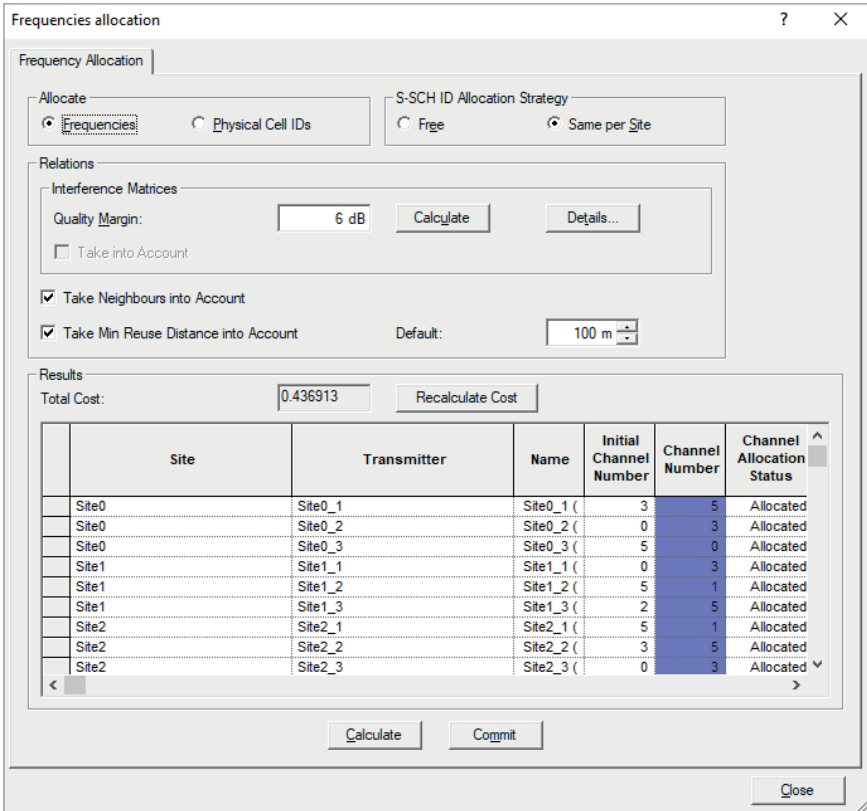 Frequencies allocation ? ×
Frequency Allocation
Allocate
Frequencies Physical Cell IDs
S-SCH ID Allocation Strategy
Free Same per Site
Relations
Interference Matrices
Quality Margin: 6 dB Calculate Details...
Take into Account
Take Neighbours into Account
Take Min Reuse Distance into Account Default: 100 m
Results
Total Cost: 0.436913 Recalculate Cost
Site Transmitter Name Initial Channel Number Channel Number Channel Allocation Status
Site0 Site0_1 Site0_1 ( 3 5 Allocated
Site0 Site0_2 Site0_2 ( 0 3 Allocated
Site0 Site0_3 Site0_3 ( 5 0 Allocated
Site1 Site1_1 Site1_1 ( 0 3 Allocated
Site1 Site1_2 Site1_2 ( 5 1 Allocated
Site1 Site1_3 Site1_3 ( 2 5 Allocated
Site2 Site2_1 Site2_1 ( 5 1 Allocated
Site2 Site2_2 Site2_2 ( 3 5 Allocated
Site2 Site2_3 Site2_3 ( 0 3 Allocated
Calculate Commit
Close